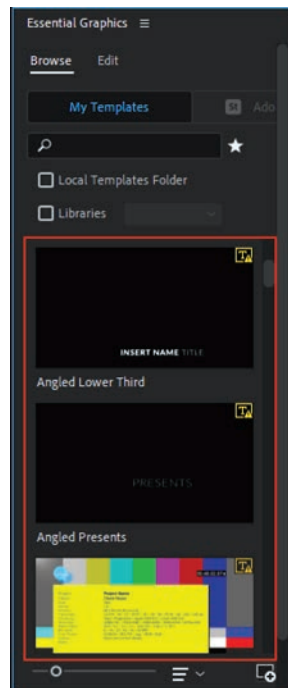 Essential Graphics
Browse Edit
My Templates St Ado
Local Templates Folder
Libraries
INSERT NAME TITLE
Angled Lower Third
PRESENTS
Angled Presents
Project Name